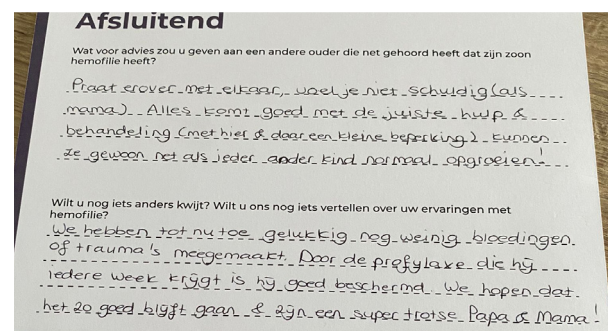 Afsluitend
Wat voor advies zou u geven aan een andere ouder die net gehoord heeft dat zijn zoon
hemofilie heeft?
Praat erover met elkaar, voel je niet schuldig (als
mama). Alles komt goed met de juiste hulp &
behandeling (met hier & daar een kleine beperking) kunnen
ze gewoon net als ieder ander kind normaal opgroeien!
Wilt u nog iets anders kwijt? Wilt u ons nog iets vertellen over uw ervaringen met
hemofilie?
We hebben tot nu toe gelukkig nog weinig bloedingen
of trauma's meegemaakt. Door de profylaxe die hij
iedere week krijgt is hij goed beschermd. We hopen dat
het zo goed blijft gaan & zijn een super trotse Papa & Mama!